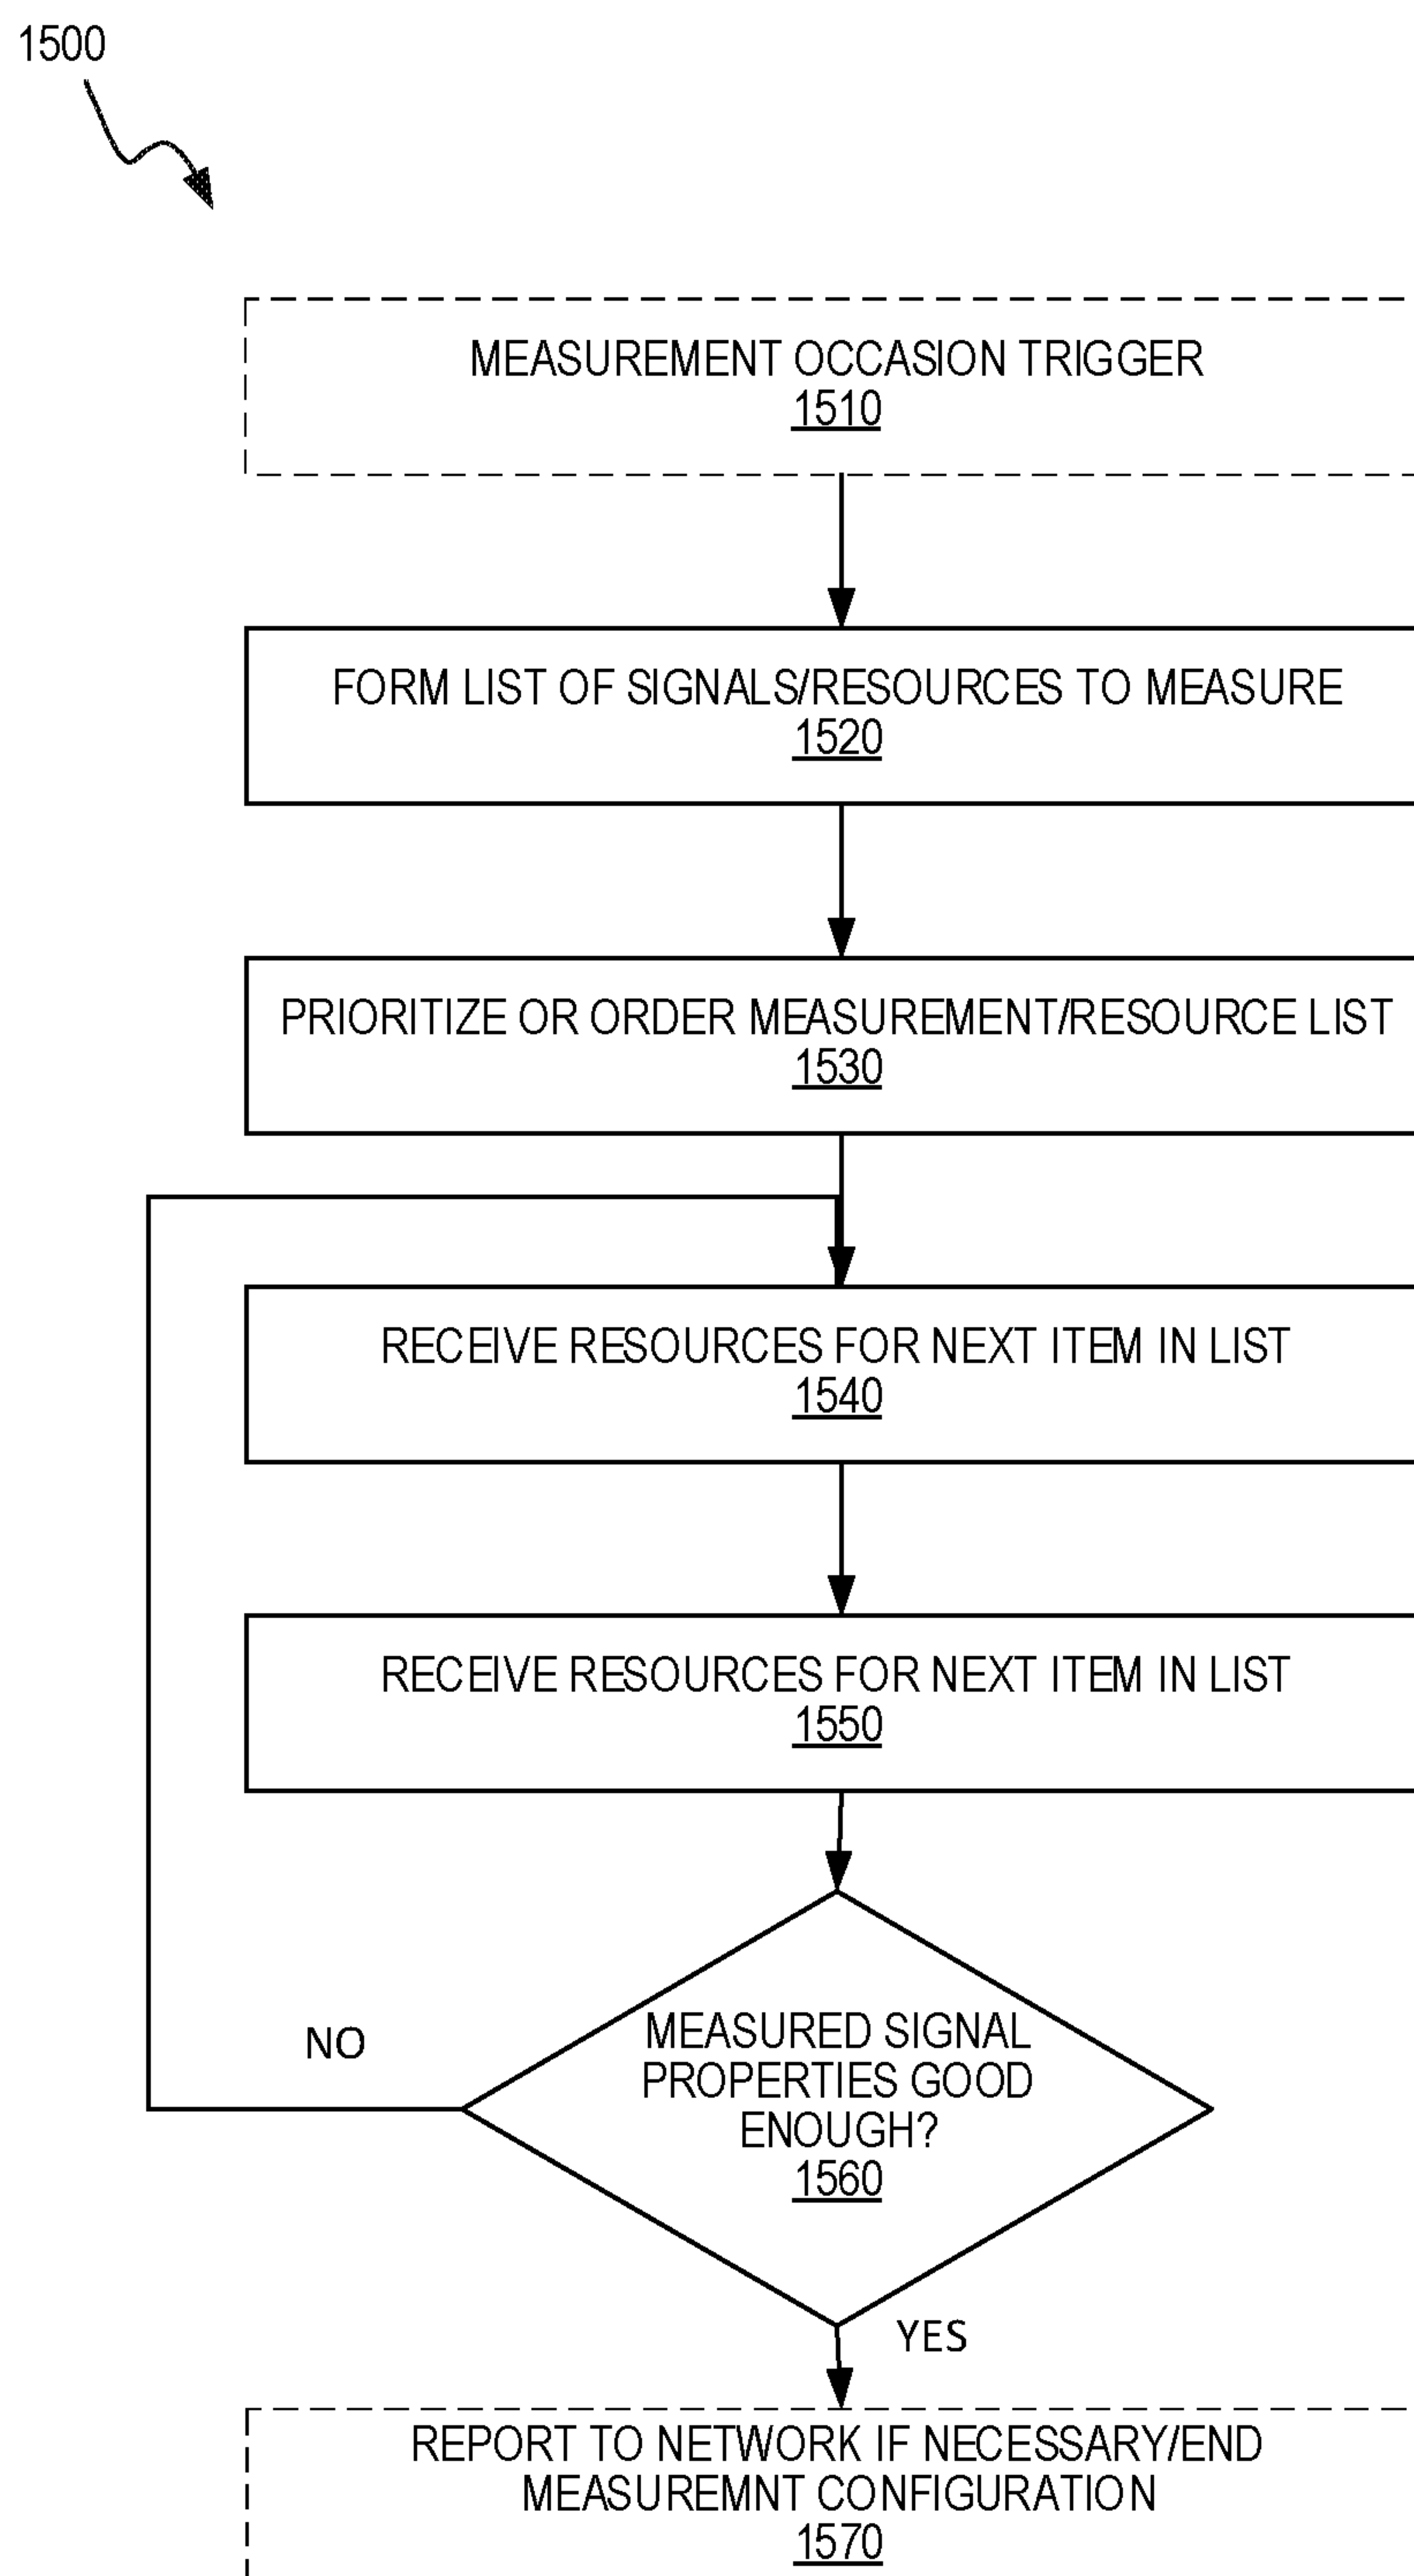 1500
MEASUREMENT OCCASION TRIGGER
1510
FORM LIST OF SIGNALS/RESOURCES TO MEASURE
1520
PRIORITIZE OR ORDER MEASUREMENT/RESOURCE LIST
1530
RECEIVE RESOURCES FOR NEXT ITEM IN LIST
1540
RECEIVE RESOURCES FOR NEXT ITEM IN LIST
1550
MEASURED SIGNAL
PROPERTIES GOOD
ENOUGH?
1560
NO
YES
REPORT TO NETWORK IF NECESSARY/END
MEASUREMNT CONFIGURATION
1570